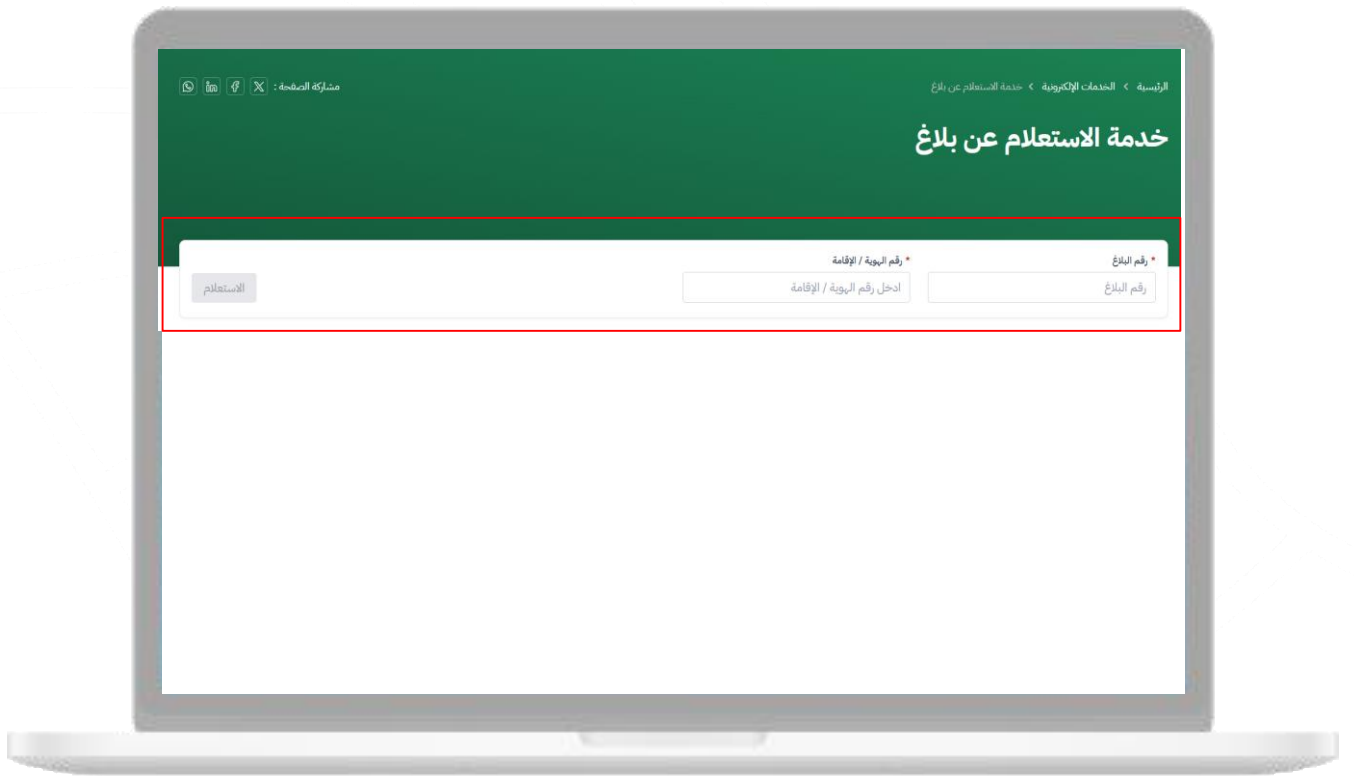 الرئيسية > الخدمات الإلكترونية > خدمة الاستعلام عن بلاغ
مشاركة الصفحة :
خدمة الاستعلام عن بلاغ
* رقم البلاغ
* رقم الهوية / الإقامة
رقم البلاغ
ادخل رقم الهوية / الإقامة
الاستعلام